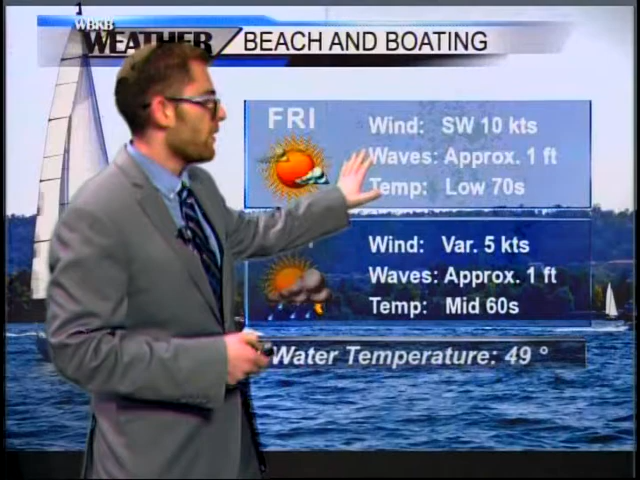 WBKB
WEATHER
BEACH AND BOATING
FRI
Wind: SW 10 kts
Waves: Approx. 1 ft
Temp: Low 70s
Wind: Var. 5 kts
Waves: Approx. 1 ft
Temp: Mid 60s
Water Temperature: 49 °